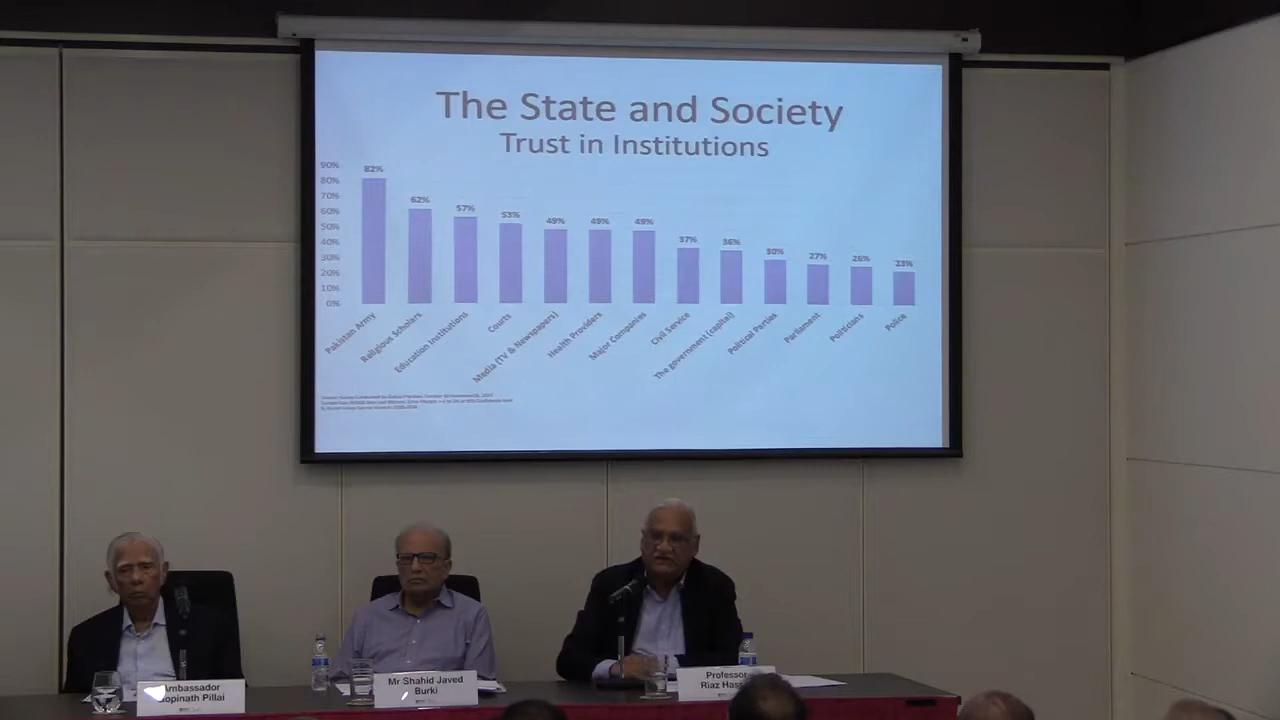 The State and Society
Trust in Institutions
90%
80%
70%
60%
50%
40%
30%
20%
10%
0%
82%
62%
57%
53%
49%
49%
49%
37%
36%
30%
27%
26%
23%
Pakistan Army
Religious Scholars
Education Institutions
Courts
Media (TV & Newspapers)
Health Providers
Major Companies
Civil Service
The government (capital)
Political Parties
Parliament
Politicians
Police
Ambassador
Gopinath Pillai
Mr Shahid Javed
Burki
Professor
Riaz